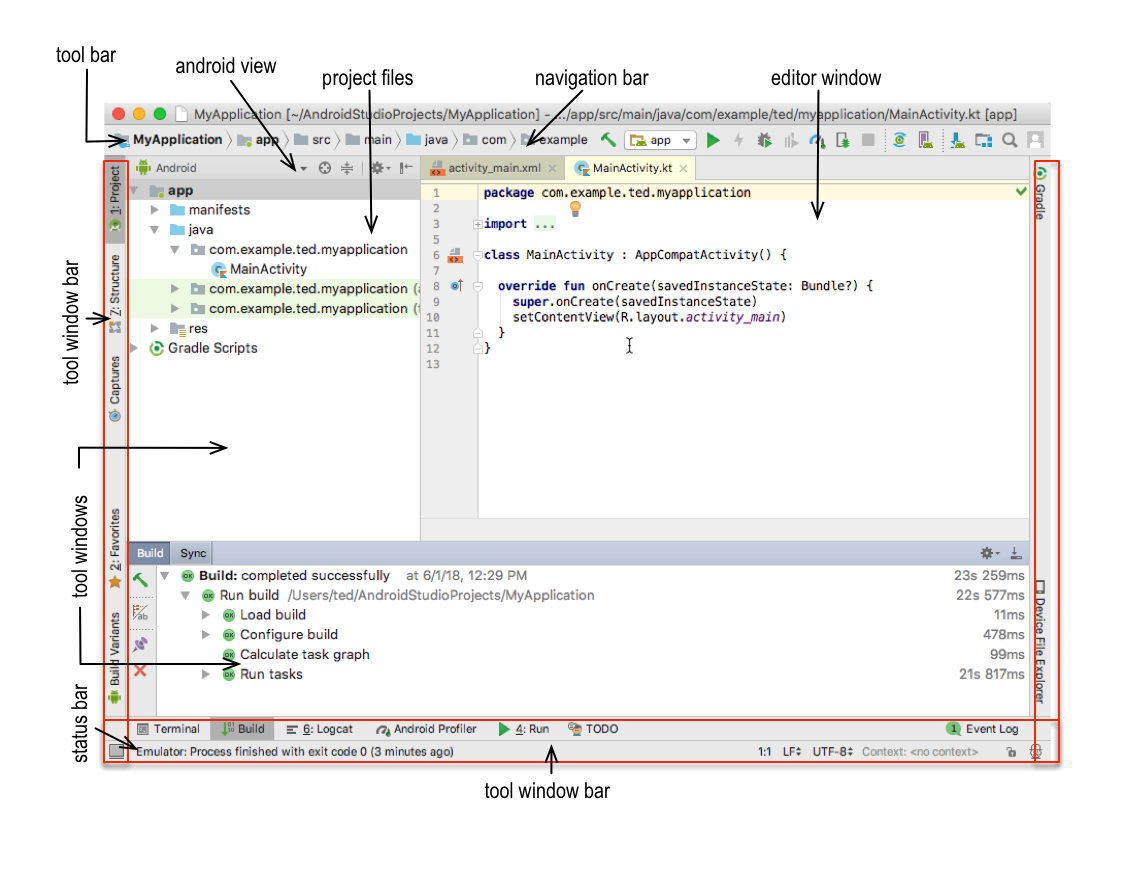 tool bar
android view
project files
navigation bar
editor window
MyApplication [~/AndroidStudioProjects/MyApplication] - .../app/src/main/java/com/example/ted/myapplication/MainActivity.kt [app]
MyApplication app src main java com example app
1: Project
Z: Structure
Captures
2: Favorites
Build Variants
tool window bar
tool windows
status bar
Android
app
manifests
java
com.example.ted.myapplication
MainActivity
com.example.ted.myapplication
com.example.ted.myapplication
res
Gradle Scripts
activity_main.xml MainActivity.kt
1 package com.example.ted.myapplication
2
3 import ...
5
6 class MainActivity : AppCompatActivity() {
7
8 override fun onCreate(savedInstanceState: Bundle?) {
9 super.onCreate(savedInstanceState)
10 setContentView(R.layout.activity_main)
11 }
12 }
13
Gradle
Device File Explorer
Build Sync
Build: completed successfully at 6/1/18, 12:29 PM 23s 259ms
Run build /Users/ted/AndroidStudioProjects/MyApplication 22s 577ms
Load build 11ms
Configure build 478ms
Calculate task graph 99ms
Run tasks 21s 817ms
Terminal Build 6: Logcat Android Profiler 4: Run TODO 1 Event Log
Emulator: Process finished with exit code 0 (3 minutes ago) 1:1 LF UTF-8 Context: <no context>
tool window bar